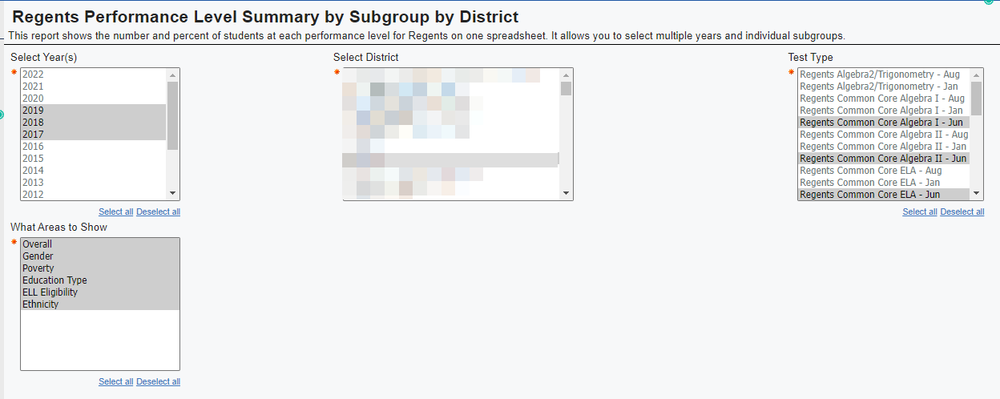 Regents Performance Level Summary by Subgroup by District
This report shows the number and percent of students at each performance level for Regents on one spreadsheet. It allows you to select multiple years and individual subgroups.
Select Year(s)
* 2022
2021
2020
2019
2018
2017
2016
2015
2014
2013
2012
Select all Deselect all
Select District
*
Test Type
* Regents Algebra2/Trigonometry - Aug
Regents Algebra2/Trigonometry - Jan
Regents Common Core Algebra I - Aug
Regents Common Core Algebra I - Jan
Regents Common Core Algebra I - Jun
Regents Common Core Algebra II - Aug
Regents Common Core Algebra II - Jan
Regents Common Core Algebra II - Jun
Regents Common Core ELA - Aug
Regents Common Core ELA - Jan
Regents Common Core ELA - Jun
Select all Deselect all
What Areas to Show
* Overall
Gender
Poverty
Education Type
ELL Eligibility
Ethnicity
Select all Deselect all